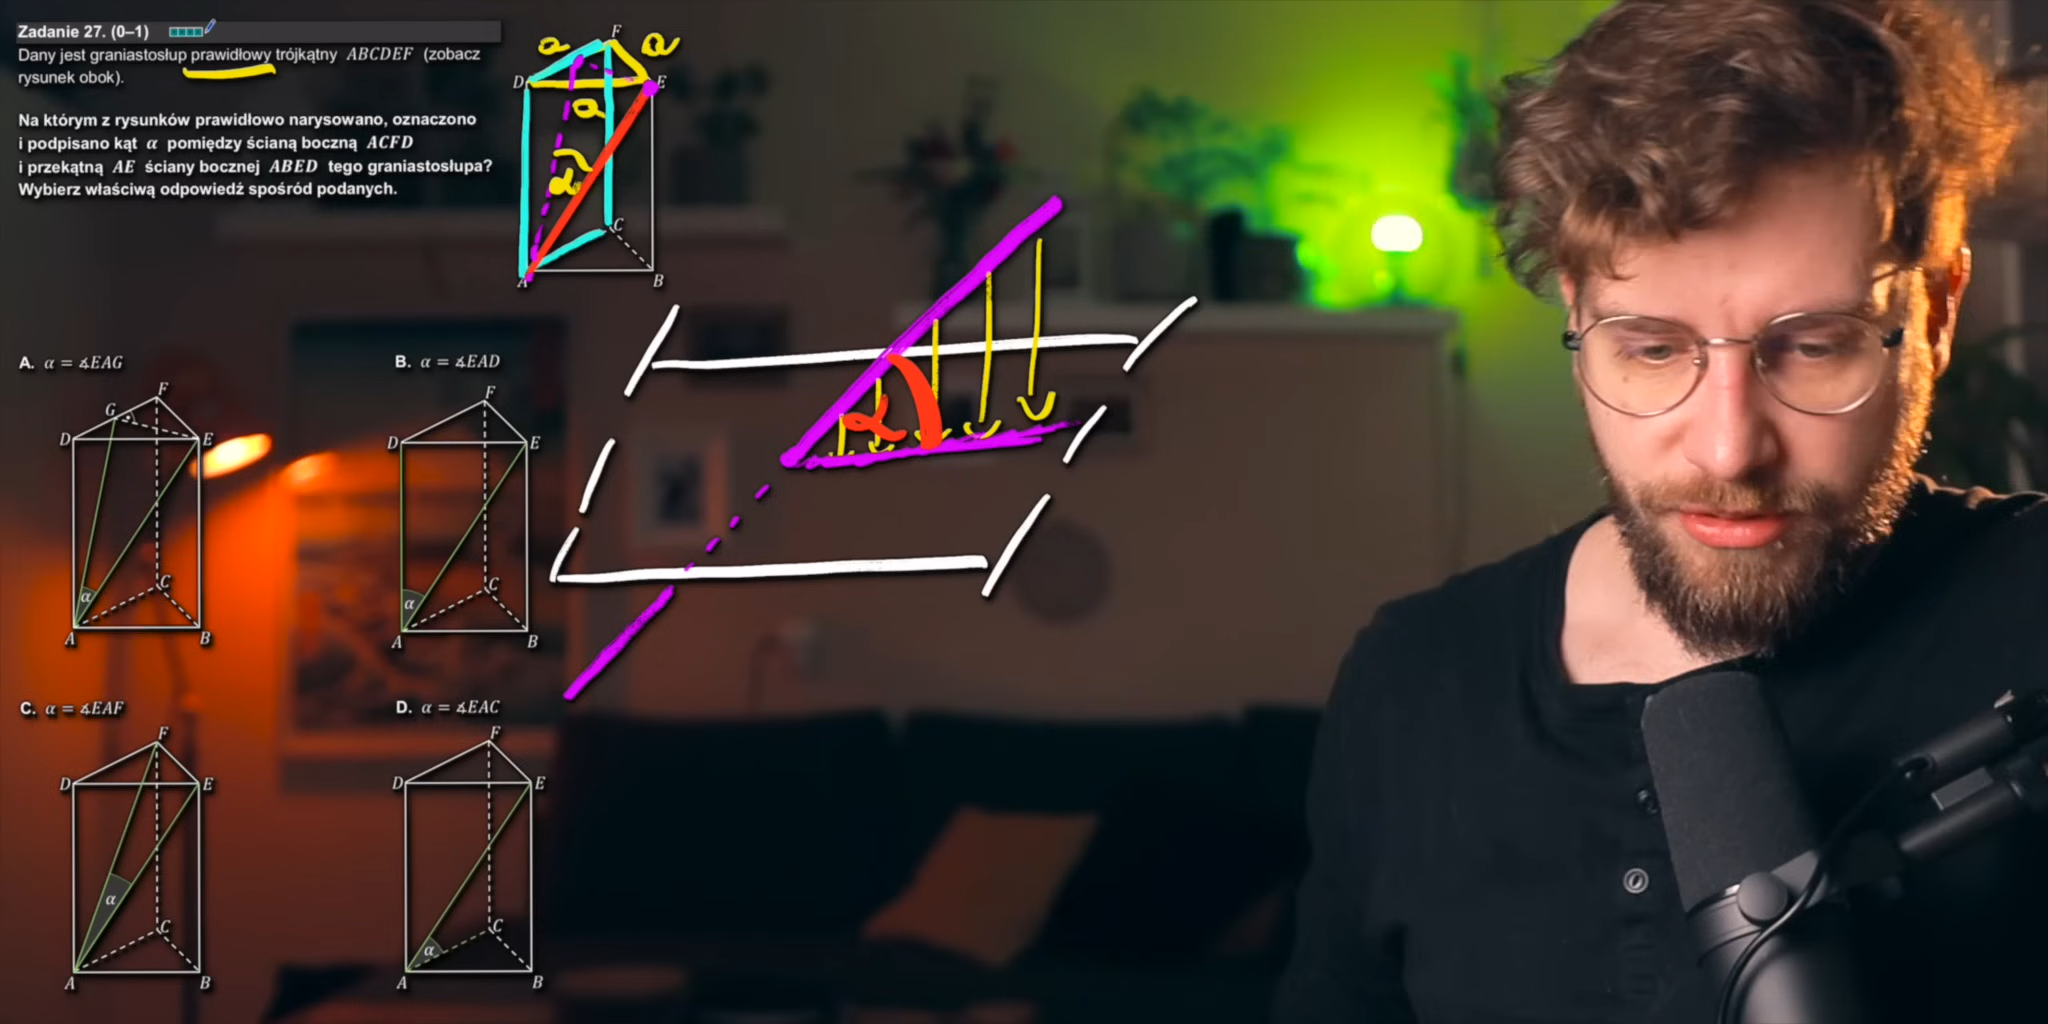 Zadanie 27. (0–1)
Dany jest graniastosłup prawidłowy trójkątny ABCDEF (zobacz
rysunek obok).
Na którym z rysunków prawidłowo narysowano, oznaczono
i podpisano kąt α pomiędzy ścianą boczną ACFD
i przekątną AE ściany bocznej ABED tego graniastosłupa?
Wybierz właściwą odpowiedź spośród podanych.
a F a
D E
a
α
C
A B
α
A. α = ∡EAG
B. α = ∡EAD
F
G
D E
C
α
A B
F
D E
C
α
A B
C. α = ∡EAF
D. α = ∡EAC
F
D E
α
C
A B
F
D E
C
α
A B